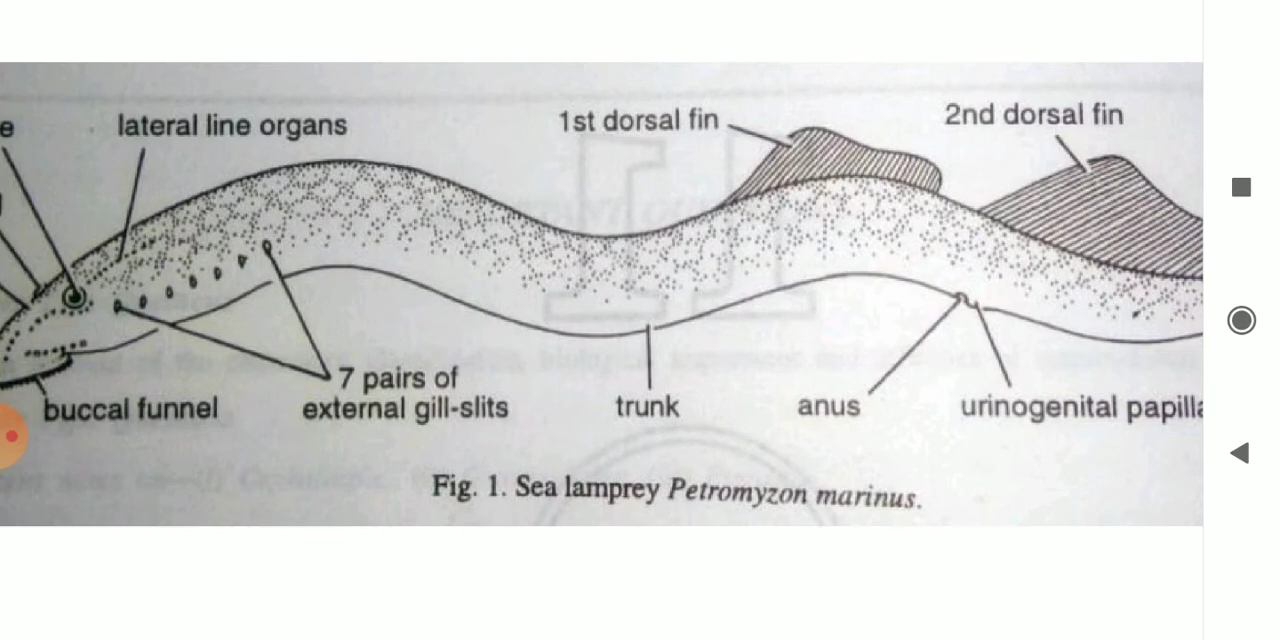 e
lateral line organs
1st dorsal fin
2nd dorsal fin
7 pairs of
external gill-slits
buccal funnel
trunk
anus
urinogenital papilla
Fig. 1. Sea lamprey Petromyzon marinus.